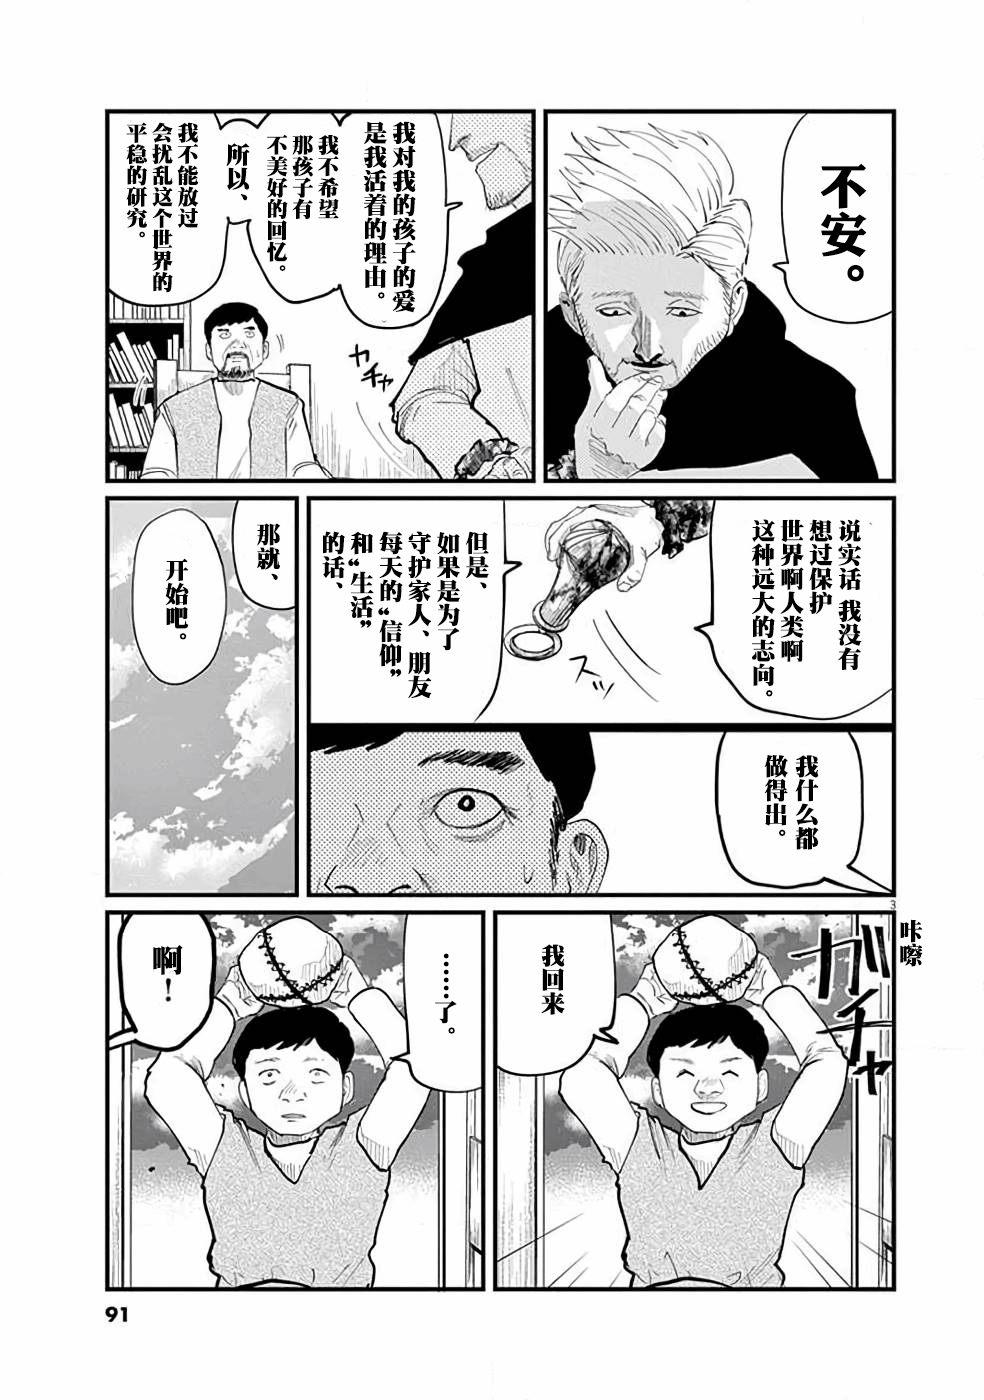 不安。
我对我的孩子的爱
是我活着的理由。
我不希望
那孩子有
不美好的回忆。
所以、
我不能放过
会扰乱这个世界的
平稳的研究。
カチャ
说实话 我没有
想过保护
世界啊人类啊
这种远大的志向。
ズッ
但是、
如果是为了
守护家人、朋友
每天的“信仰”
和“生活”
的话、
我什么都
做得出。
那就、
开始吧。
3
咔嚓
ガチャ
我回来
……了。
啊！
91